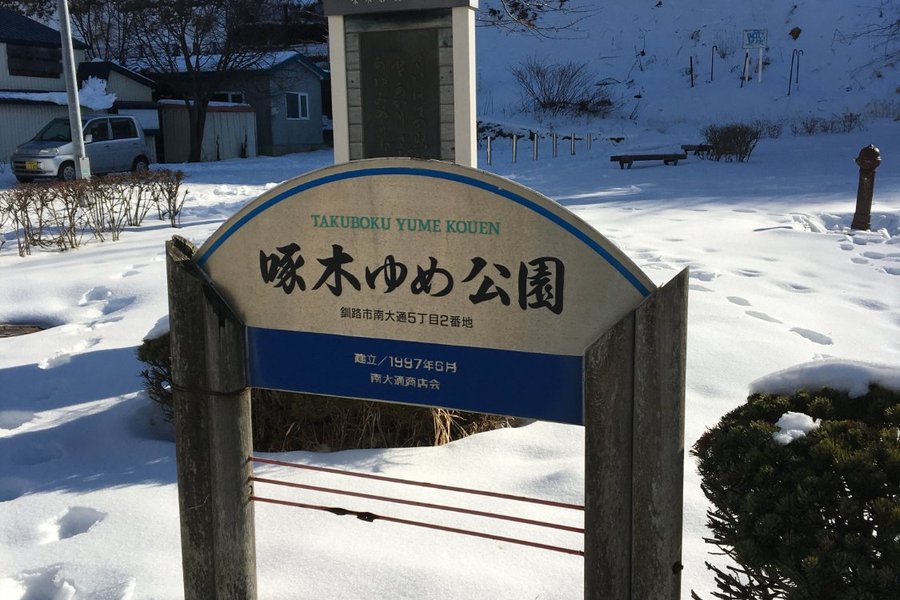 TAKUBOKU YUME KOUEN
啄木ゆめ公園
釧路市南大通5丁目2番地
建立/1997年6月
南大通商店会